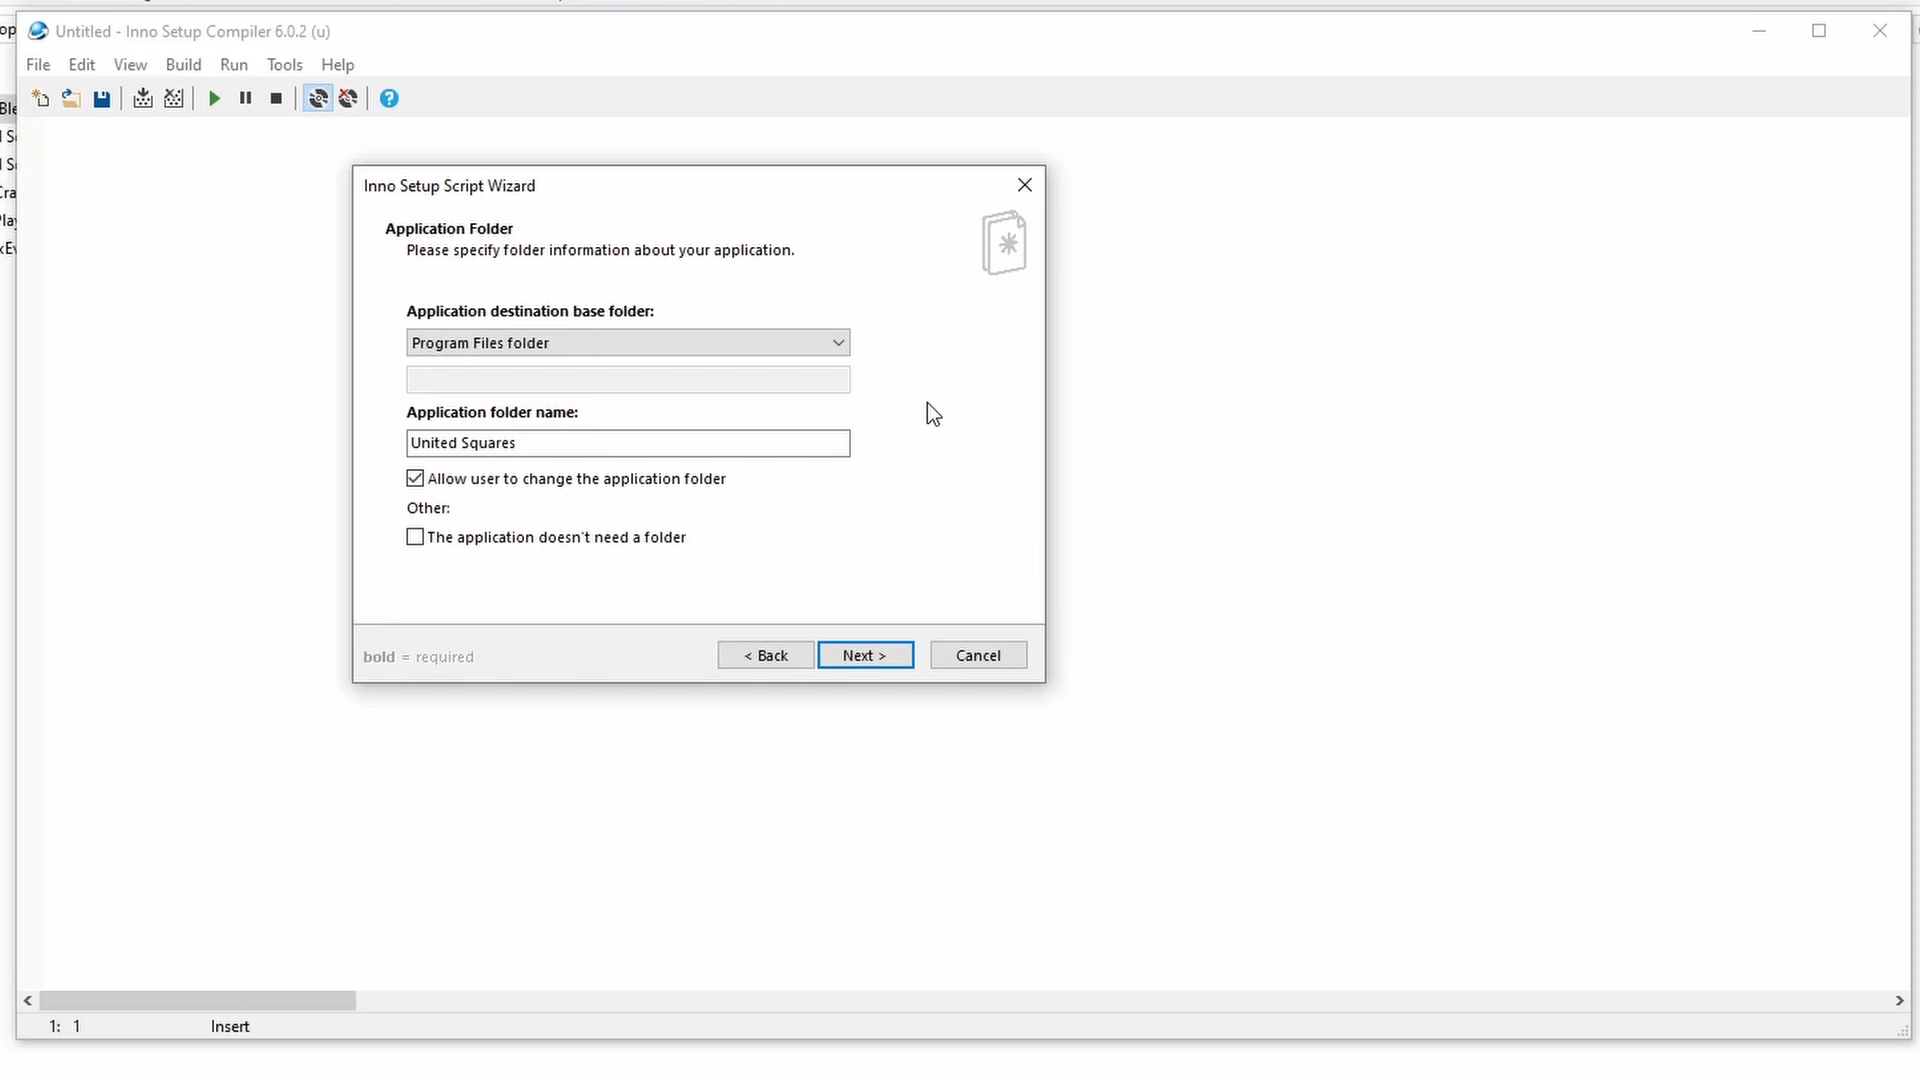 Untitled - Inno Setup Compiler 6.0.2 (u)
File Edit View Build Run Tools Help
Inno Setup Script Wizard
Application Folder
Please specify folder information about your application.
Application destination base folder:
Program Files folder
Application folder name:
United Squares
Allow user to change the application folder
Other:
The application doesn't need a folder
bold = required
< Back
Next >
Cancel
1: 1
Insert